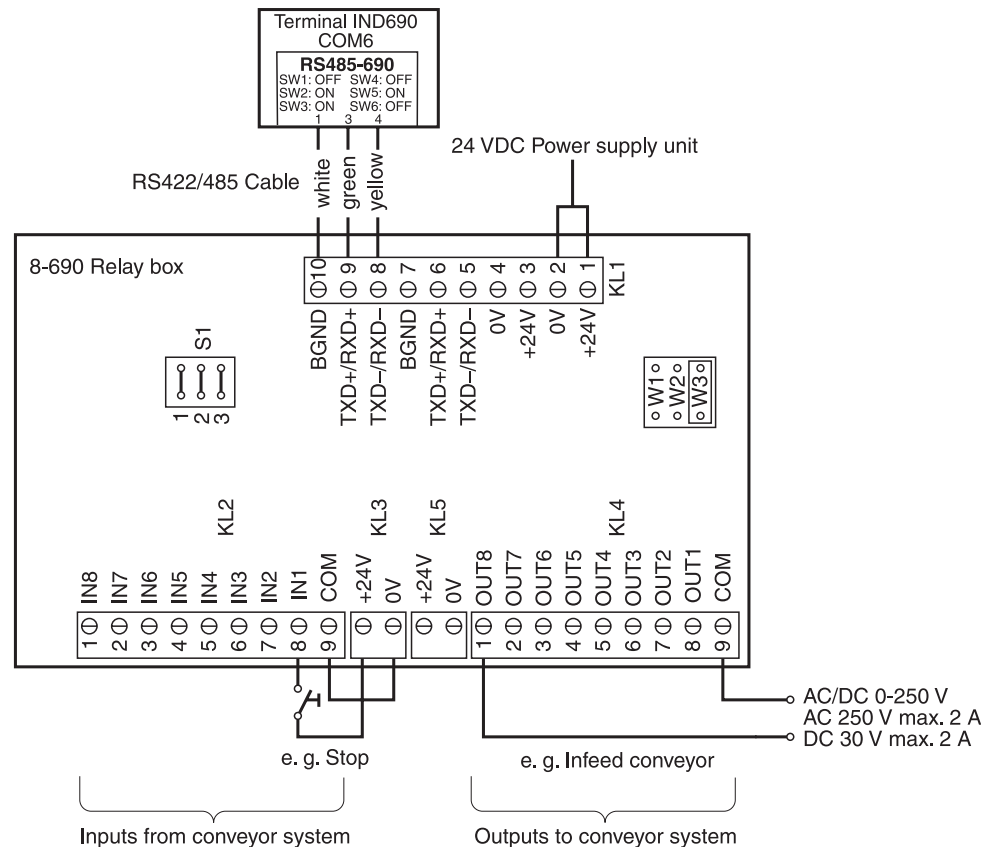 Terminal IND690
COM6
RS485-690
SW1: OFF SW4: OFF
SW2: ON SW5: ON
SW3: ON SW6: OFF
1 3 4
24 VDC Power supply unit
RS422/485 Cable
white
green
yellow
8-690 Relay box
10 9 8 7 6 5 4 3 2 1
KL1
BGND
TXD+/RXD+
TXD–/RXD–
BGND
TXD+/RXD+
TXD–/RXD–
0V
+24V
0V
+24V
S1
1 2 3
W1
W2
W3
KL2
KL3
KL5
KL4
IN8
IN7
IN6
IN5
IN4
IN3
IN2
IN1
COM
+24V
0V
+24V
0V
OUT8
OUT7
OUT6
OUT5
OUT4
OUT3
OUT2
OUT1
COM
1 2 3 4 5 6 7 8 9
1 2 3 4 5 6 7 8 9
AC/DC 0-250 V
AC 250 V max. 2 A
DC 30 V max. 2 A
e. g. Stop
e. g. Infeed conveyor
Inputs from conveyor system
Outputs to conveyor system